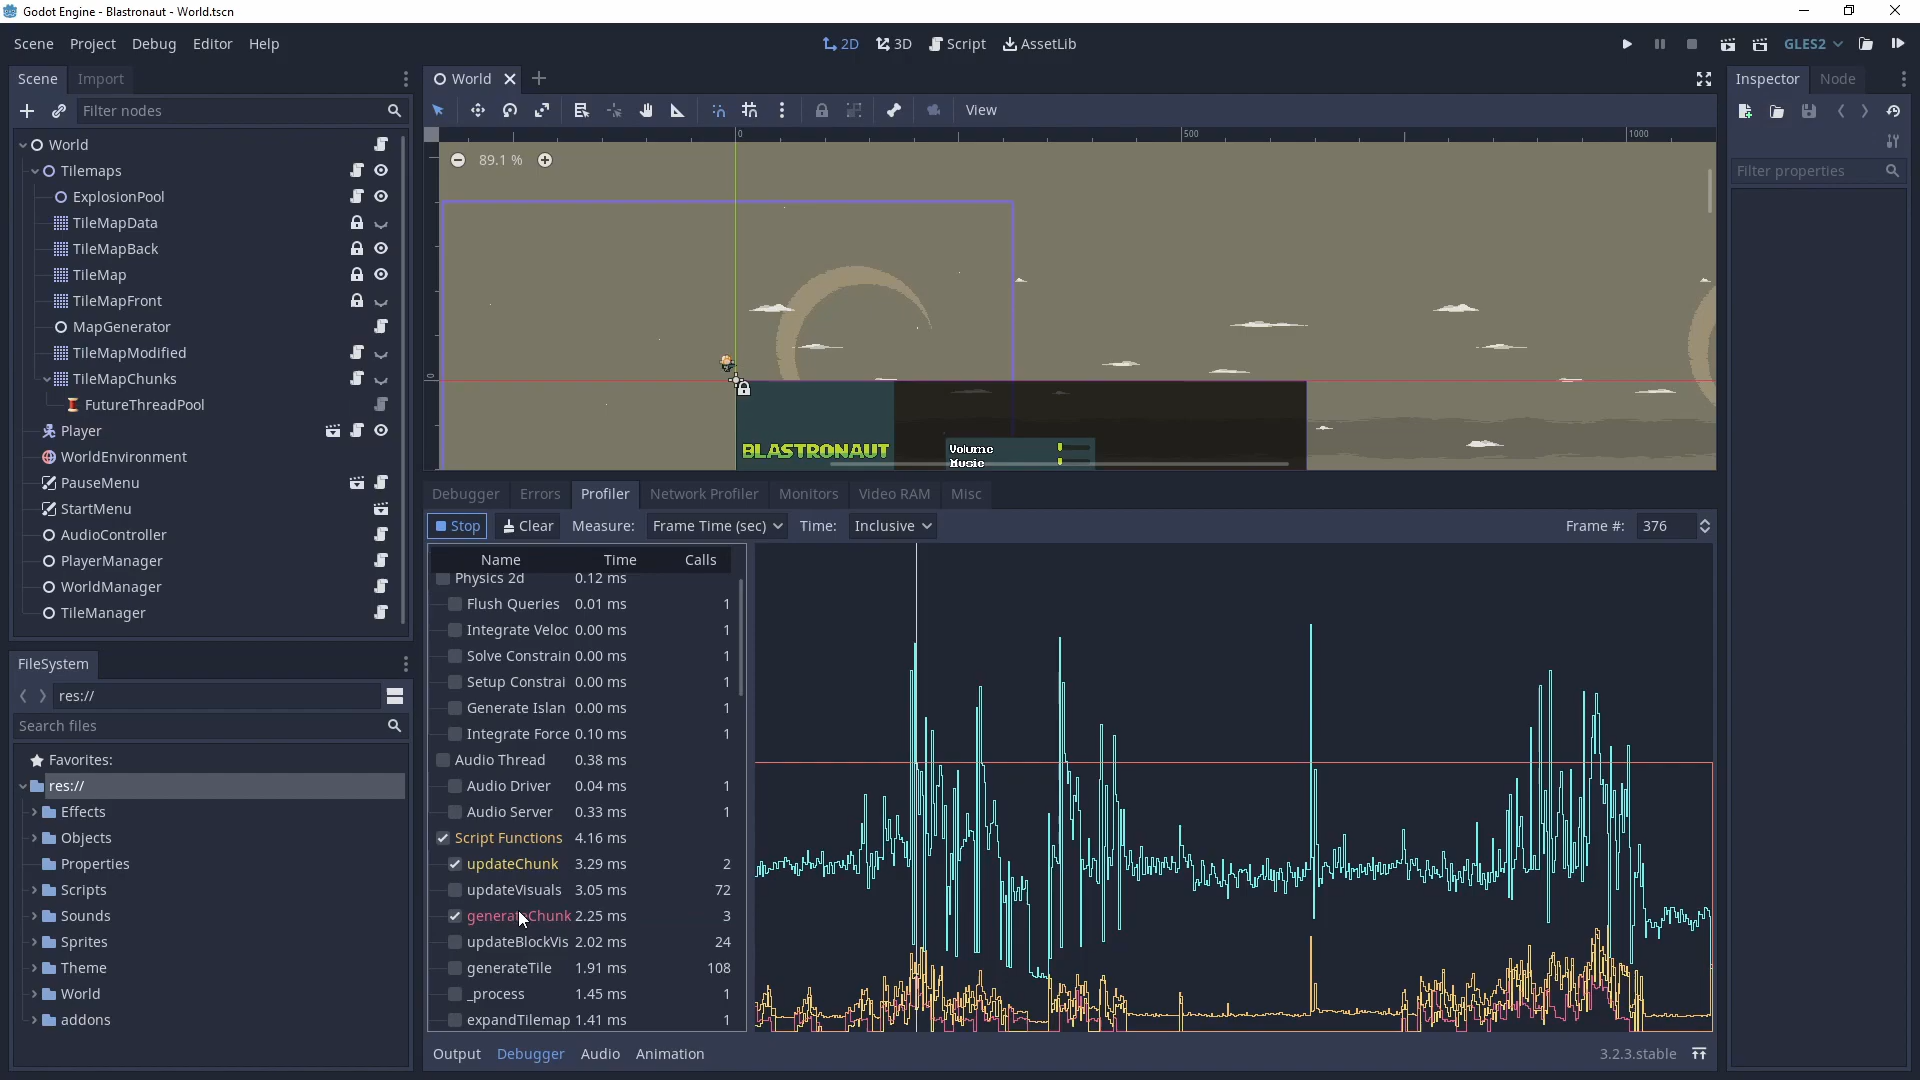 Godot Engine - Blastronaut - World.tscn
Scene Project Debug Editor Help
2D 3D Script AssetLib
GLES2
Scene Import
Filter nodes
World
Tilemaps
ExplosionPool
TileMapData
TileMapBack
TileMap
TileMapFront
MapGenerator
TileMapModified
TileMapChunks
FutureThreadPool
Player
WorldEnvironment
PauseMenu
StartMenu
AudioController
PlayerManager
WorldManager
TileManager
FileSystem
res://
Search files
Favorites:
res://
Effects
Objects
Properties
Scripts
Sounds
Sprites
Theme
World
addons
World
View
0 500 1000
0
89.1 %
BLASTRONAUT
Volume
Music
Debugger Errors Profiler Network Profiler Monitors Video RAM Misc
Stop Clear Measure: Frame Time (sec) Time: Inclusive Frame #: 376
Name Time Calls
Physics 2d 0.12 ms
Flush Queries 0.01 ms 1
Integrate Veloc 0.00 ms 1
Solve Constrain 0.00 ms 1
Setup Constrai 0.00 ms 1
Generate Islan 0.00 ms 1
Integrate Force 0.10 ms 1
Audio Thread 0.38 ms
Audio Driver 0.04 ms 1
Audio Server 0.33 ms 1
Script Functions 4.16 ms
updateChunk 3.29 ms 2
updateVisuals 3.05 ms 72
generateChunk 2.25 ms 3
updateBlockVis 2.02 ms 24
generateTile 1.91 ms 108
_process 1.45 ms 1
expandTilemap 1.41 ms 1
Output Debugger Audio Animation
3.2.3.stable
Inspector Node
Filter properties